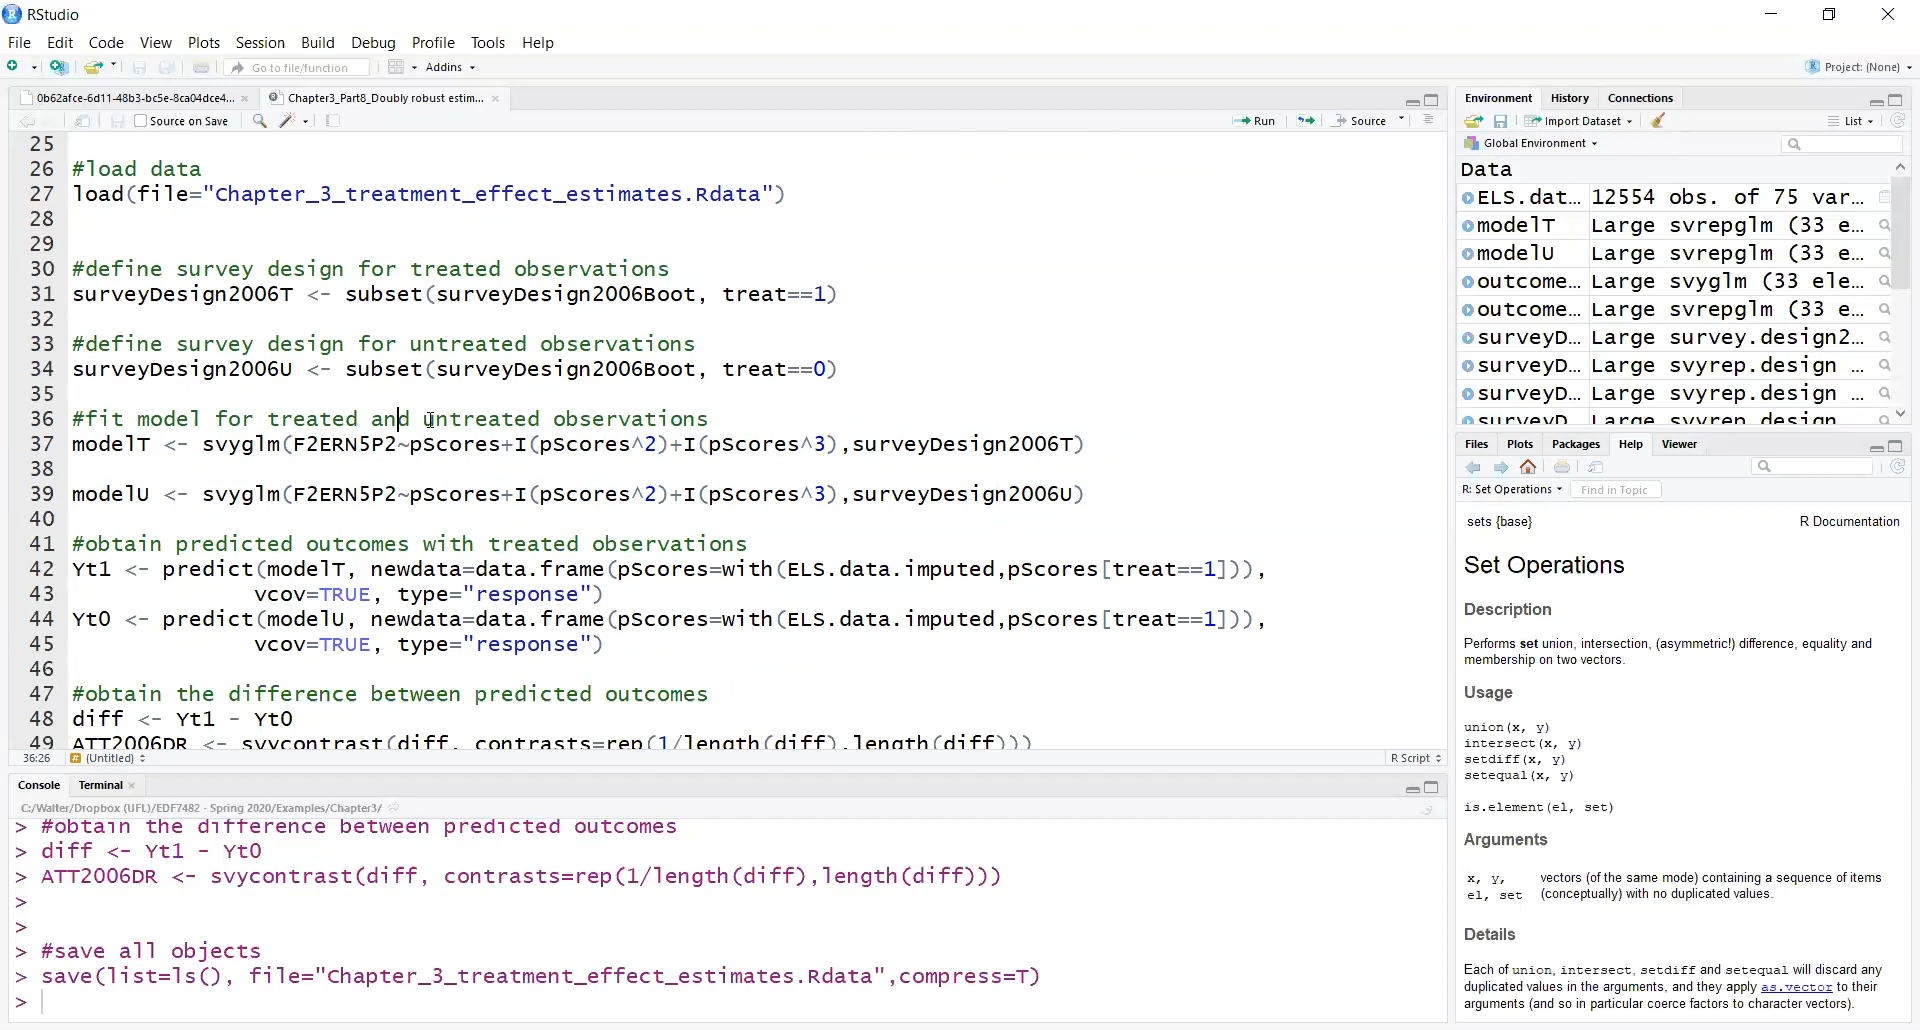 RStudio
File Edit Code View Plots Session Build Debug Profile Tools Help
Go to file/function Addins Project: (None)
0b62afce-6d11-48b3-bc5e-8ca04dce4... Chapter3_Part8_Doubly robust estim...
Source on Save Run Source
25
26 #load data
27 load(file="Chapter_3_treatment_effect_estimates.Rdata")
28
29
30 #define survey design for treated observations
31 surveyDesign2006T <- subset(surveyDesign2006Boot, treat==1)
32
33 #define survey design for untreated observations
34 surveyDesign2006U <- subset(surveyDesign2006Boot, treat==0)
35
36 #fit model for treated and untreated observations
37 modelT <- svyglm(F2ERN5P2~pScores+I(pScores^2)+I(pScores^3),surveyDesign2006T)
38
39 modelU <- svyglm(F2ERN5P2~pScores+I(pScores^2)+I(pScores^3),surveyDesign2006U)
40
41 #obtain predicted outcomes with treated observations
42 Yt1 <- predict(modelT, newdata=data.frame(pScores=with(ELS.data.imputed,pScores[treat==1])),
43 vcov=TRUE, type="response")
44 Yt0 <- predict(modelU, newdata=data.frame(pScores=with(ELS.data.imputed,pScores[treat==1])),
45 vcov=TRUE, type="response")
46
47 #obtain the difference between predicted outcomes
48 diff <- Yt1 - Yt0
49 ATT2006DR <- svycontrast(diff, contrasts=rep(1/length(diff),length(diff)))
36:26 (Untitled) R Script
Console Terminal
C:/Walter/Dropbox (UFL)/EDF7482 - Spring 2020/Examples/Chapter3/
> #obtain the difference between predicted outcomes
> diff <- Yt1 - Yt0
> ATT2006DR <- svycontrast(diff, contrasts=rep(1/length(diff),length(diff)))
>
>
> #save all objects
> save(list=ls(), file="Chapter_3_treatment_effect_estimates.Rdata",compress=T)
>
Environment History Connections
Import Dataset List
Global Environment
Data
ELS.dat... 12554 obs. of 75 var...
modelT Large svrepglm (33 e...
modelU Large svrepglm (33 e...
outcome... Large svyglm (33 ele...
outcome... Large svrepglm (33 e...
surveyD... Large survey.design2...
surveyD... Large svyrep.design ...
surveyD... Large svyrep.design ...
surveyD... Large svyrep.design ...
Files Plots Packages Help Viewer
R: Set Operations Find in Topic
sets {base} R Documentation
Set Operations
Description
Performs set union, intersection, (asymmetric!) difference, equality and
membership on two vectors.
Usage
union(x, y)
intersect(x, y)
setdiff(x, y)
setequal(x, y)
is.element(el, set)
Arguments
x, y, vectors (of the same mode) containing a sequence of items
el, set (conceptually) with no duplicated values.
Details
Each of union, intersect, setdiff and setequal will discard any
duplicated values in the arguments, and they apply as.vector to their
arguments (and so in particular coerce factors to character vectors).